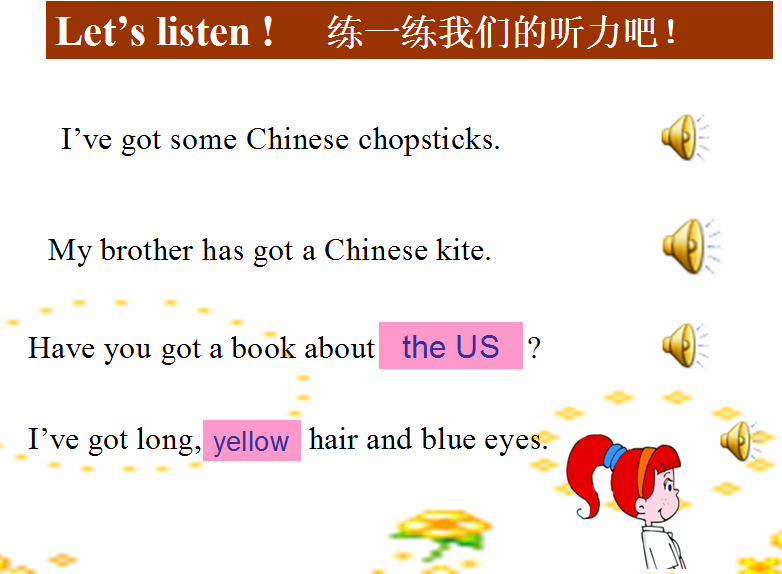 Let’s listen ! 练一练我们的听力吧！
I’ve got some Chinese chopsticks.
My brother has got a Chinese kite.
Have you got a book about the US ?
I’ve got long, yellow hair and blue eyes.